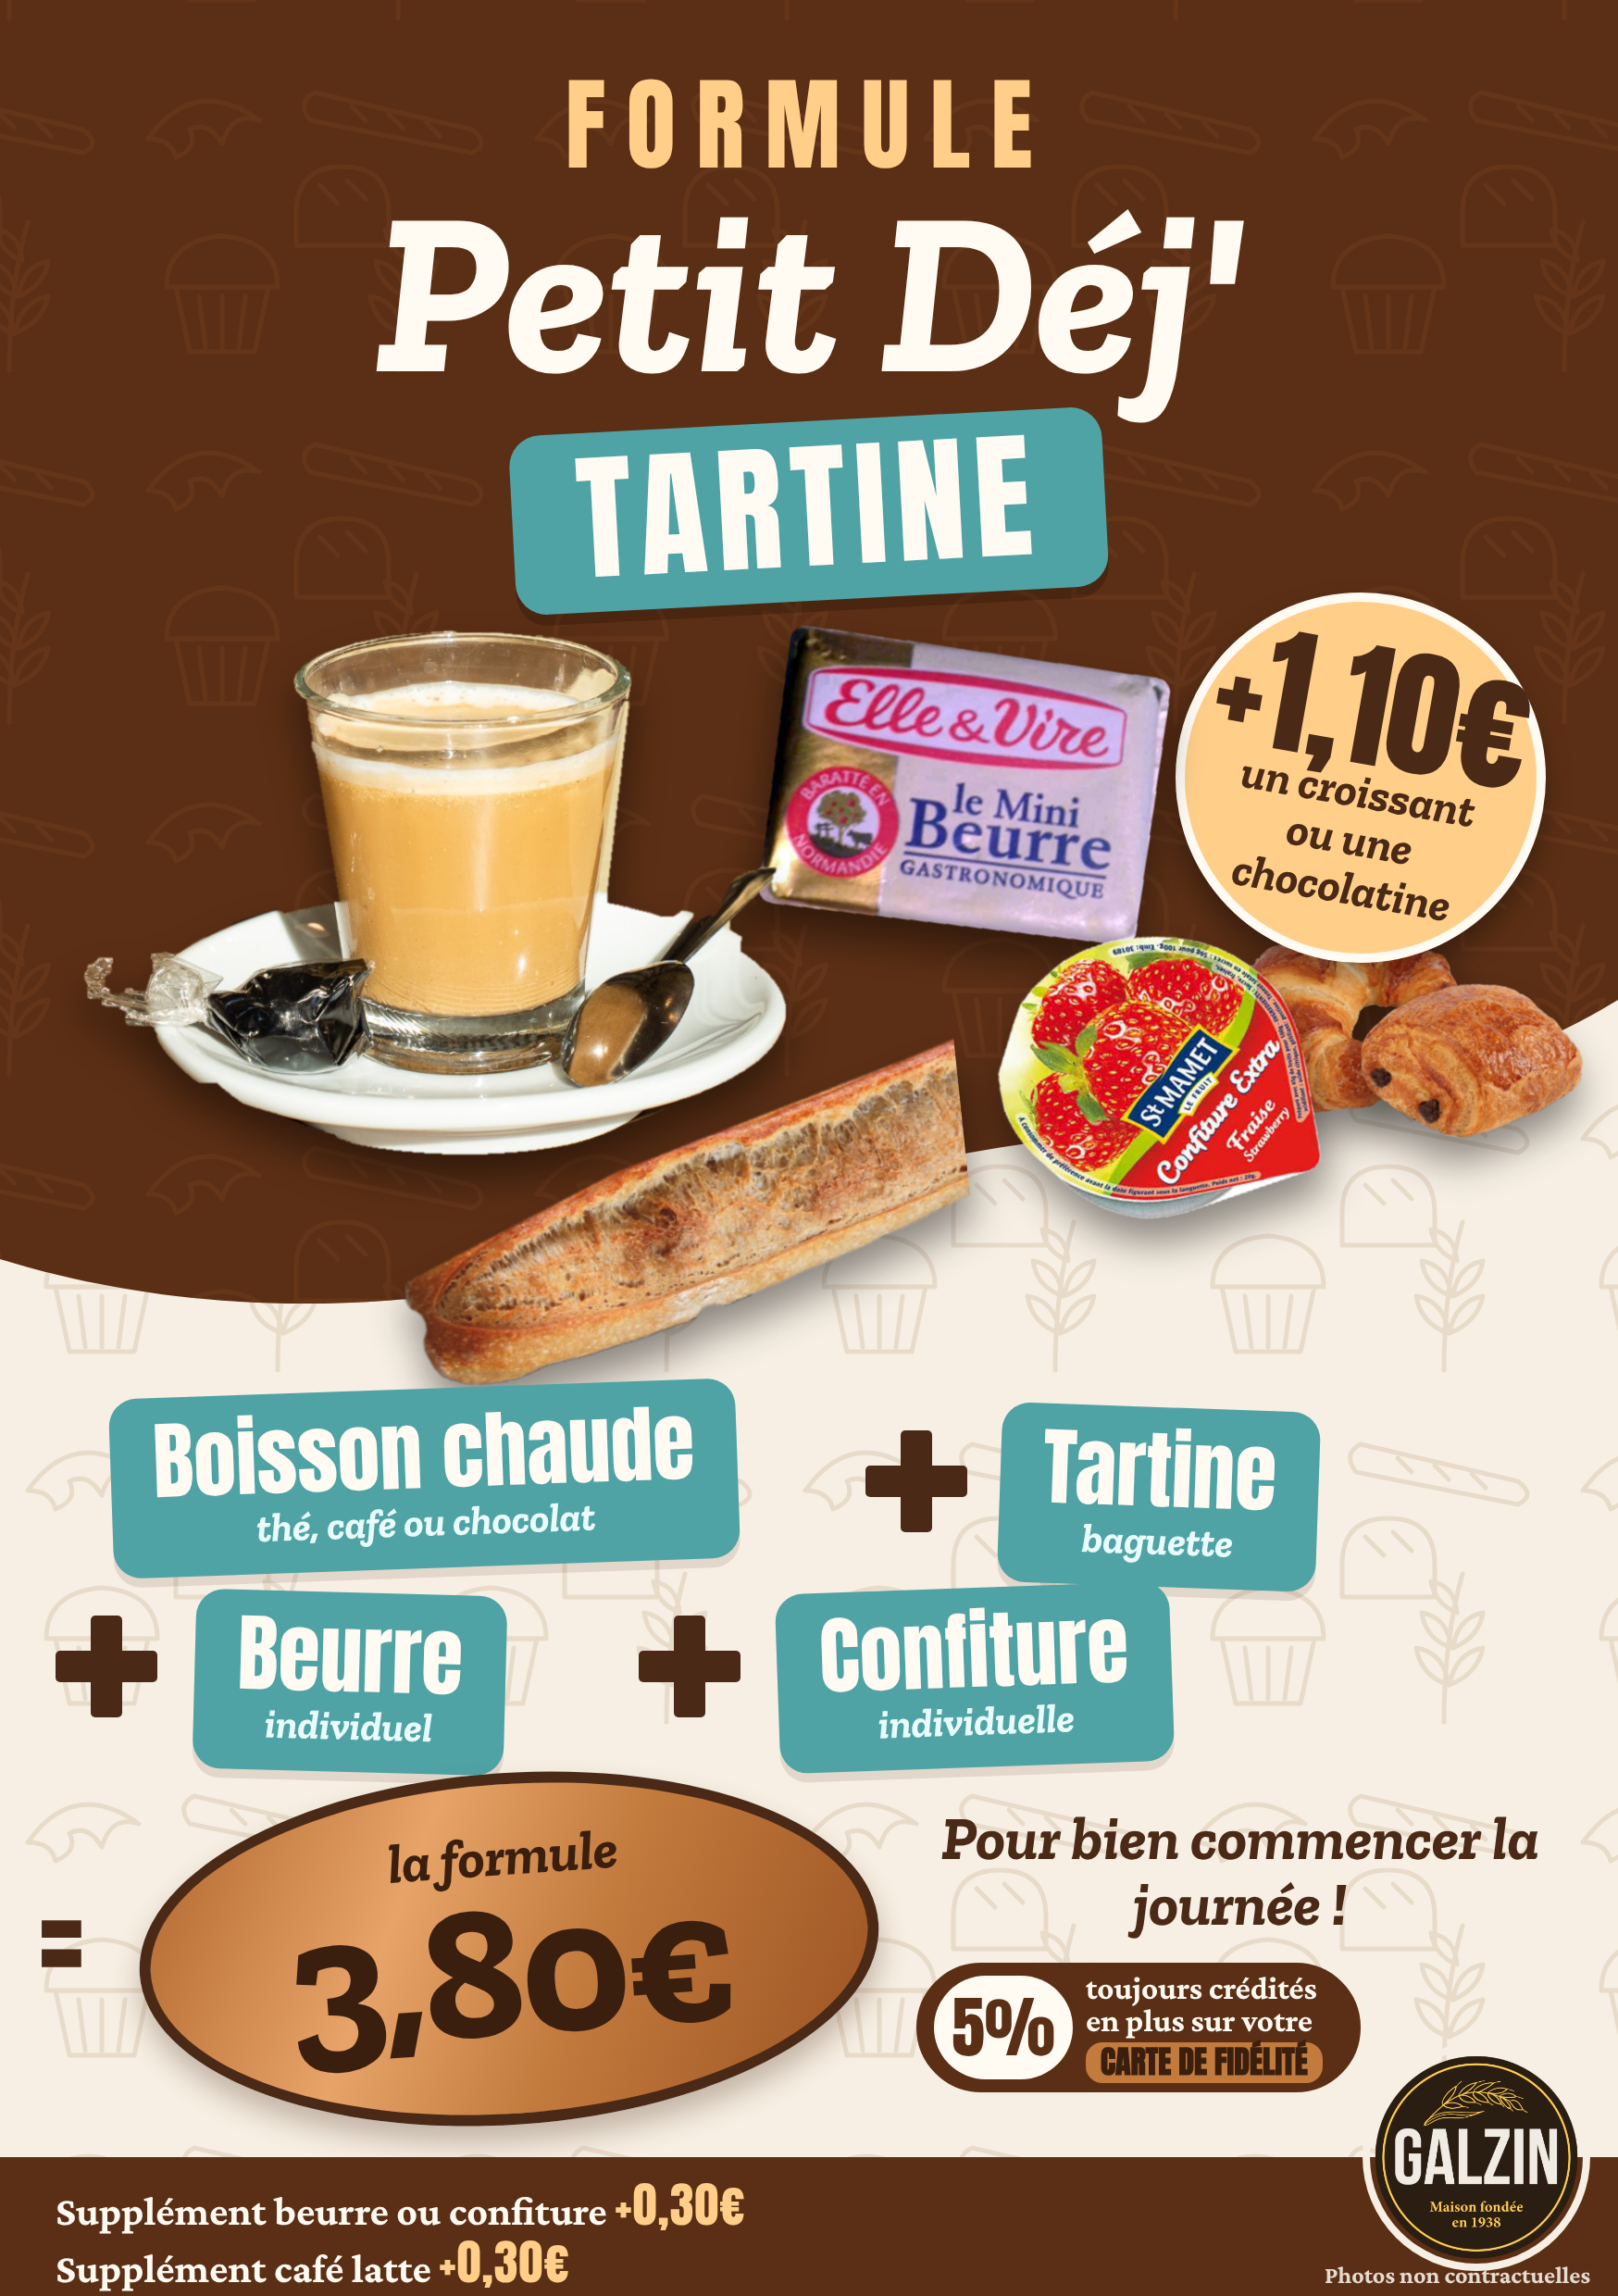 FORMULE
Petit Déj'
TARTINE
+1,10€
un croissant
ou une
chocolatine
Elle & Vire
BARATTÉ EN
NORMANDIE
le Mini
Beurre
GASTRONOMIQUE
St MAMET
LE FRUIT
Confiture Extra
Fraise
Strawberry
Boisson chaude
thé, café ou chocolat
+
Tartine
baguette
+
Beurre
individuel
+
Confiture
individuelle
=
la formule
3,80€
Pour bien commencer la
journée !
5%
toujours crédités
en plus sur votre
CARTE DE FIDÉLITÉ
GALZIN
Maison fondée
en 1938
Supplément beurre ou confiture +0,30€
Supplément café latte +0,30€
Photos non contractuelles